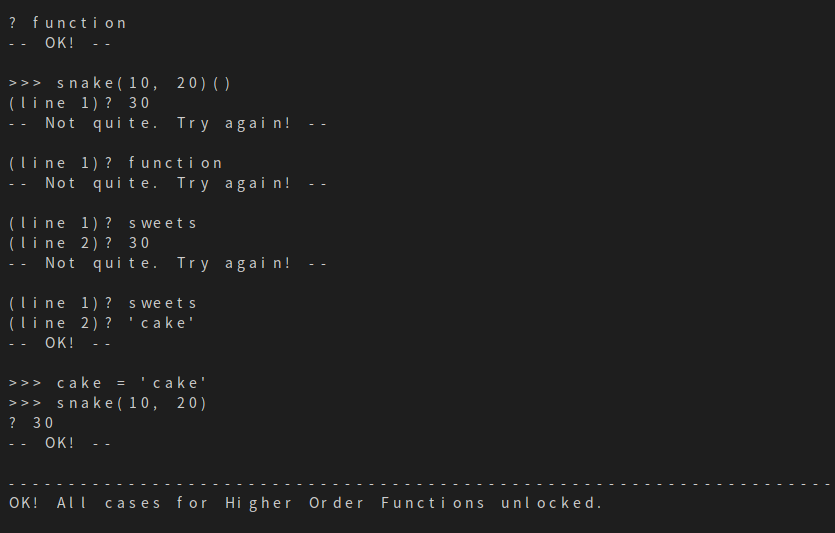 ? function
-- OK! --
>>> snake(10, 20)()
(line 1)? 30
-- Not quite. Try again! --
(line 1)? function
-- Not quite. Try again! --
(line 1)? sweets
(line 2)? 30
-- Not quite. Try again! --
(line 1)? sweets
(line 2)? 'cake'
-- OK! --
>>> cake = 'cake'
>>> snake(10, 20)
? 30
-- OK! --
---------------------------------------------------------------------
OK! All cases for Higher Order Functions unlocked.